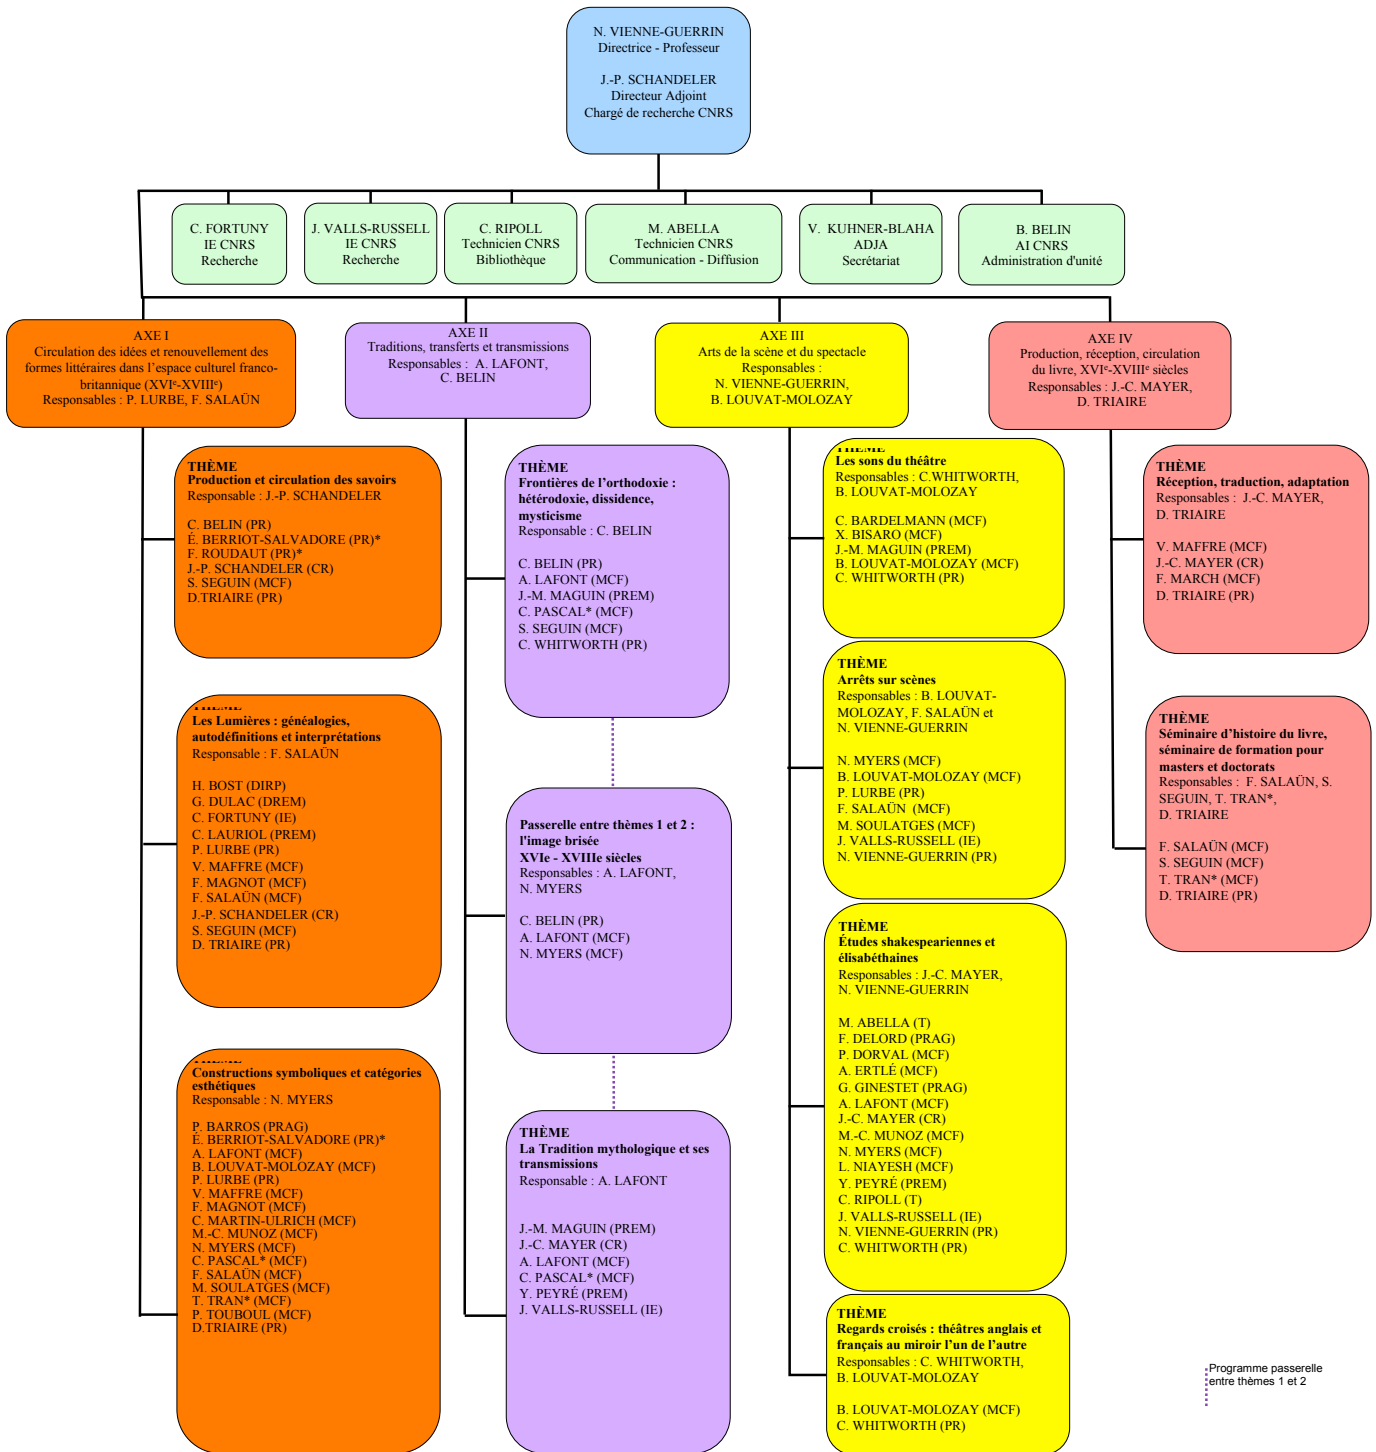 N. VIENNE-GUERRIN
Directrice - Professeur
J.-P. SCHANDELER
Directeur Adjoint
Chargé de recherche CNRS
C. FORTUNY
IE CNRS
Recherche
J. VALLS-RUSSELL
IE CNRS
Recherche
C. RIPOLL
Technicien CNRS
Bibliothèque
M. ABELLA
Technicien CNRS
Communication - Diffusion
V. KUHNER-BLAHA
ADJA
Secrétariat
B. BELIN
AI CNRS
Administration d'unité
AXE I
Circulation des idées et renouvellement des
formes littéraires dans l’espace culturel franco-
britannique (XVIe-XVIIIe)
Responsables : P. LURBE, F. SALAÜN
AXE II
Traditions, transferts et transmissions
Responsables : A. LAFONT,
C. BELIN
AXE III
Arts de la scène et du spectacle
Responsables :
N. VIENNE-GUERRIN,
B. LOUVAT-MOLOZAY
AXE IV
Production, réception, circulation
du livre, XVIe-XVIIIe siècles
Responsables : J.-C. MAYER,
D. TRIAIRE
THÈME
Production et circulation des savoirs
Responsable : J.-P. SCHANDELER
C. BELIN (PR)
É. BERRIOT-SALVADORE (PR)*
F. ROUDAUT (PR)*
J.-P. SCHANDELER (CR)
S. SEGUIN (MCF)
D.TRIAIRE (PR)
THÈME
Les Lumières : généalogies,
autodéfinitions et interprétations
Responsable : F. SALAÜN
H. BOST (DIRP)
G. DULAC (DREM)
C. FORTUNY (IE)
C. LAURIOL (PREM)
P. LURBE (PR)
V. MAFFRE (MCF)
F. MAGNOT (MCF)
F. SALAÜN (MCF)
J.-P. SCHANDELER (CR)
S. SEGUIN (MCF)
D. TRIAIRE (PR)
THÈME
Constructions symboliques et catégories
esthétiques
Responsable : N. MYERS
P. BARROS (PRAG)
É. BERRIOT-SALVADORE (PR)*
A. LAFONT (MCF)
B. LOUVAT-MOLOZAY (MCF)
P. LURBE (PR)
V. MAFFRE (MCF)
F. MAGNOT (MCF)
C. MARTIN-ULRICH (MCF)
M.-C. MUNOZ (MCF)
N. MYERS (MCF)
C. PASCAL* (MCF)
F. SALAÜN (MCF)
M. SOULATGES (MCF)
T. TRAN* (MCF)
P. TOUBOUL (MCF)
D.TRIAIRE (PR)
THÈME
Frontières de l’orthodoxie :
hétérodoxie, dissidence,
mysticisme
Responsable : C. BELIN
C. BELIN (PR)
A. LAFONT (MCF)
J.-M. MAGUIN (PREM)
C. PASCAL* (MCF)
S. SEGUIN (MCF)
C. WHITWORTH (PR)
Passerelle entre thèmes 1 et 2 :
l'image brisée
XVIe - XVIIIe siècles
Responsables : A. LAFONT,
N. MYERS
C. BELIN (PR)
A. LAFONT (MCF)
N. MYERS (MCF)
THÈME
La Tradition mythologique et ses
transmissions
Responsable : A. LAFONT
J.-M. MAGUIN (PREM)
J.-C. MAYER (CR)
A. LAFONT (MCF)
C. PASCAL* (MCF)
Y. PEYRÉ (PREM)
J. VALLS-RUSSELL (IE)
THÈME
Les sons du théâtre
Responsables : C.WHITWORTH,
B. LOUVAT-MOLOZAY
C. BARDELMANN (MCF)
X. BISARO (MCF)
J.-M. MAGUIN (PREM)
B. LOUVAT-MOLOZAY (MCF)
C. WHITWORTH (PR)
THÈME
Arrêts sur scènes
Responsables : B. LOUVAT-
MOLOZAY, F. SALAÜN et
N. VIENNE-GUERRIN
N. MYERS (MCF)
B. LOUVAT-MOLOZAY (MCF)
P. LURBE (PR)
F. SALAÜN (MCF)
M. SOULATGES (MCF)
J. VALLS-RUSSELL (IE)
N. VIENNE-GUERRIN (PR)
THÈME
Études shakespeariennes et
élisabéthaines
Responsables : J.-C. MAYER,
N. VIENNE-GUERRIN
M. ABELLA (T)
F. DELORD (PRAG)
P. DORVAL (MCF)
A. ERTLÉ (MCF)
G. GINESTET (PRAG)
A. LAFONT (MCF)
J.-C. MAYER (CR)
M.-C. MUNOZ (MCF)
N. MYERS (MCF)
L. NIAYESH (MCF)
Y. PEYRÉ (PREM)
C. RIPOLL (T)
J. VALLS-RUSSELL (IE)
N. VIENNE-GUERRIN (PR)
C. WHITWORTH (PR)
THÈME
Regards croisés : théâtres anglais et
français au miroir l’un de l’autre
Responsables : C. WHITWORTH,
B. LOUVAT-MOLOZAY
B. LOUVAT-MOLOZAY (MCF)
C. WHITWORTH (PR)
THÈME
Réception, traduction, adaptation
Responsables : J.-C. MAYER,
D. TRIAIRE
V. MAFFRE (MCF)
J.-C. MAYER (CR)
F. MARCH (MCF)
D. TRIAIRE (PR)
THÈME
Séminaire d’histoire du livre,
séminaire de formation pour
masters et doctorats
Responsables : F. SALAÜN, S.
SEGUIN, T. TRAN*,
D. TRIAIRE
F. SALAÜN (MCF)
S. SEGUIN (MCF)
T. TRAN* (MCF)
D. TRIAIRE (PR)
Programme passerelle
entre thèmes 1 et 2